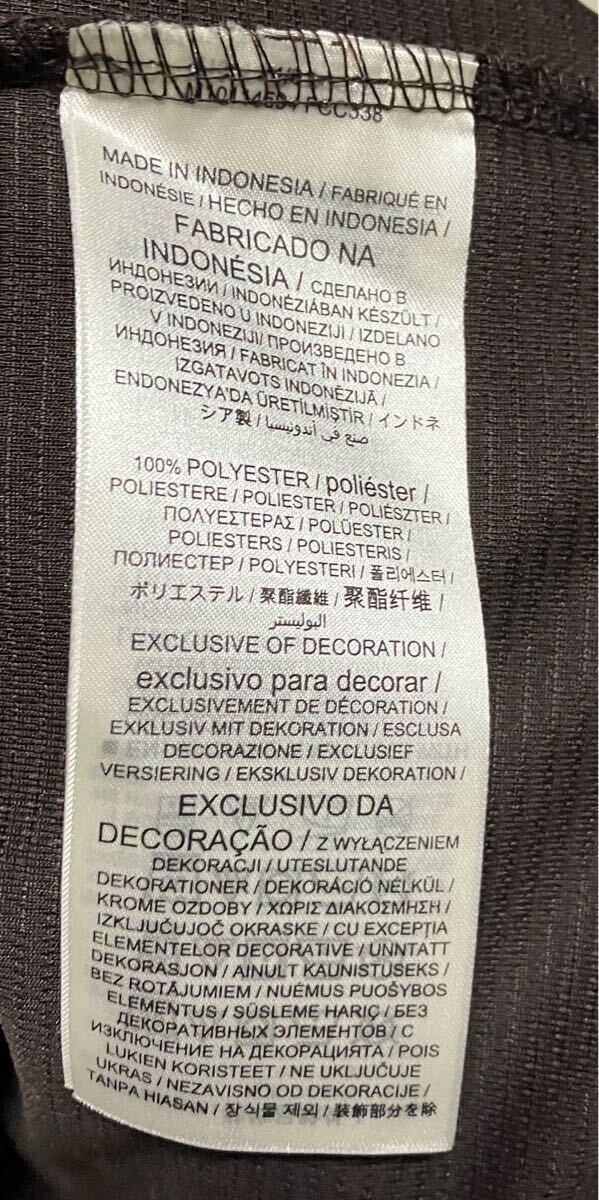 MADE IN INDONESIA / FABRIQUÉ EN
INDONÉSIE / HECHO EN INDONESIA /
FABRICADO NA
INDONÉSIA / СДЕЛАНО В
ИНДОНЕЗИИ / INDONÉZIÁBAN KÉSZÜLT /
PROIZVEDENO U INDONEZIJI / IZDELANO
V INDONEZIJI/ ПРОИЗВЕДЕНО В
ИНДОНЕЗИЯ / FABRICAT ÎN INDONEZIA /
IZGATAVOTS INDONĒZIJĀ /
ENDONEZYA'DA ÜRETİLMİŞTİR / インドネ
シア製 / صنع في أندونيسيا
100% POLYESTER / poliéster /
POLIESTERE / POLIESTER / POLIÉSZTER /
ΠΟΛΥΕΣΤΕΡΑΣ / POLÜESTER /
POLIESTERS / POLIESTERIS /
ПОЛИЕСТЕР / POLYESTERI / 폴리에스터 /
ポリエステル / 聚酯纖維 / 聚酯纤维 /
البوليستر
EXCLUSIVE OF DECORATION /
exclusivo para decorar /
EXCLUSIVEMENT DE DÉCORATION /
EXKLUSIV MIT DEKORATION / ESCLUSA
DECORAZIONE / EXCLUSIEF
VERSIERING / EKSKLUSIV DEKORATION /
EXCLUSIVO DA
DECORAÇÃO / Z WYŁĄCZENIEM
DEKORACJI / UTESLUTANDE
DEKORATIONER / DEKORÁCIÓ NÉLKÜL /
KROME OZDOBY / ΧΩΡΙΣ ΔΙΑΚΟΣΜΗΣΗ /
IZKLJUČUJOČ OKRASKE / CU EXCEPȚIA
ELEMENTELOR DECORATIVE / UNNTATT
DEKORASJON / AINULT KAUNISTUSEKS /
BEZ ROTĀJUMIEM / NUĖMUS PUOŠYBOS
ELEMENTUS / SÜSLEME HARİÇ / БЕЗ
ДЕКОРАТИВНЫХ ЭЛЕМЕНТОВ / С
ИЗКЛЮЧЕНИЕ НА ДЕКОРАЦИЯТА / POIS
LUKIEN KORISTEET / NE UKLJUČUJE
UKRAS / NEZAVISNO OD DEKORACIJE /
TANPA HIASAN / 장식물 제외 / 装飾部分を除